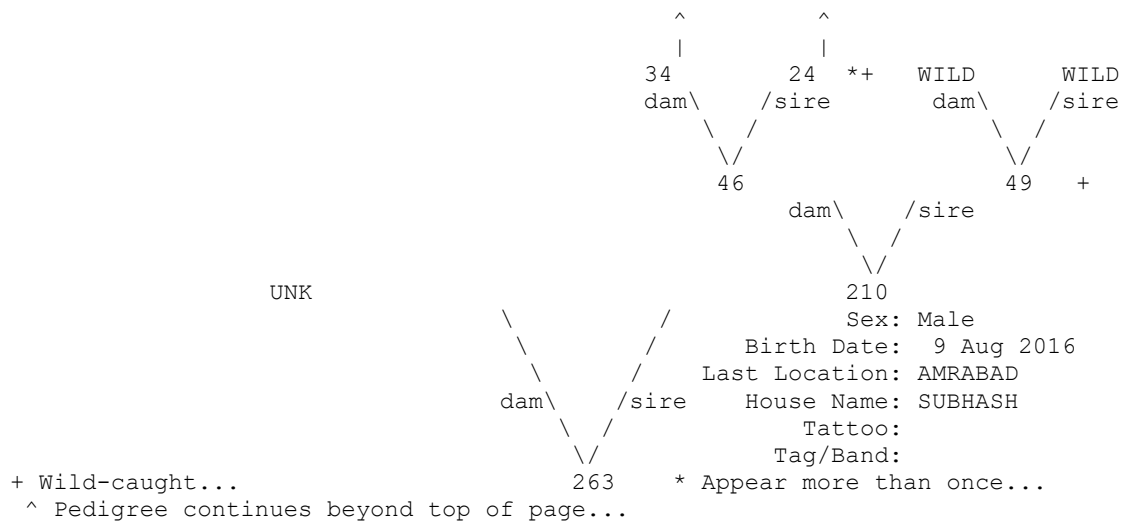 ^ ^
| |
34 24 *+ WILD WILD
dam\ /sire dam\ /sire
\ / \ /
\/ \/
46 49 +
dam\ /sire
\ /
\/
UNK 210
\ / Sex: Male
\ / Birth Date: 9 Aug 2016
\ / Last Location: AMRABAD
dam\ /sire House Name: SUBHASH
\ / Tattoo:
\/ Tag/Band:
+ Wild-caught... 263 * Appear more than once...
^ Pedigree continues beyond top of page...